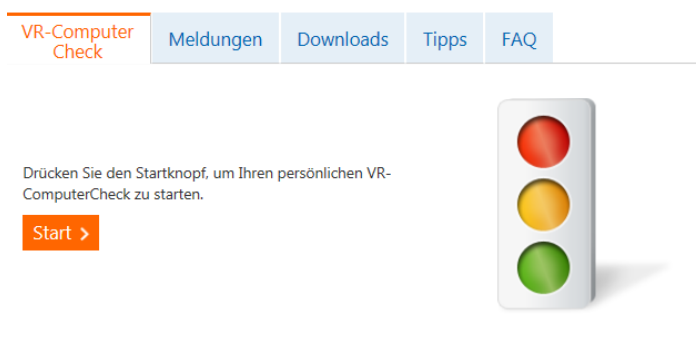 VR-Computer
Check
Meldungen
Downloads
Tipps
FAQ
Drücken Sie den Startknopf, um Ihren persönlichen VR-
ComputerCheck zu starten.
Start